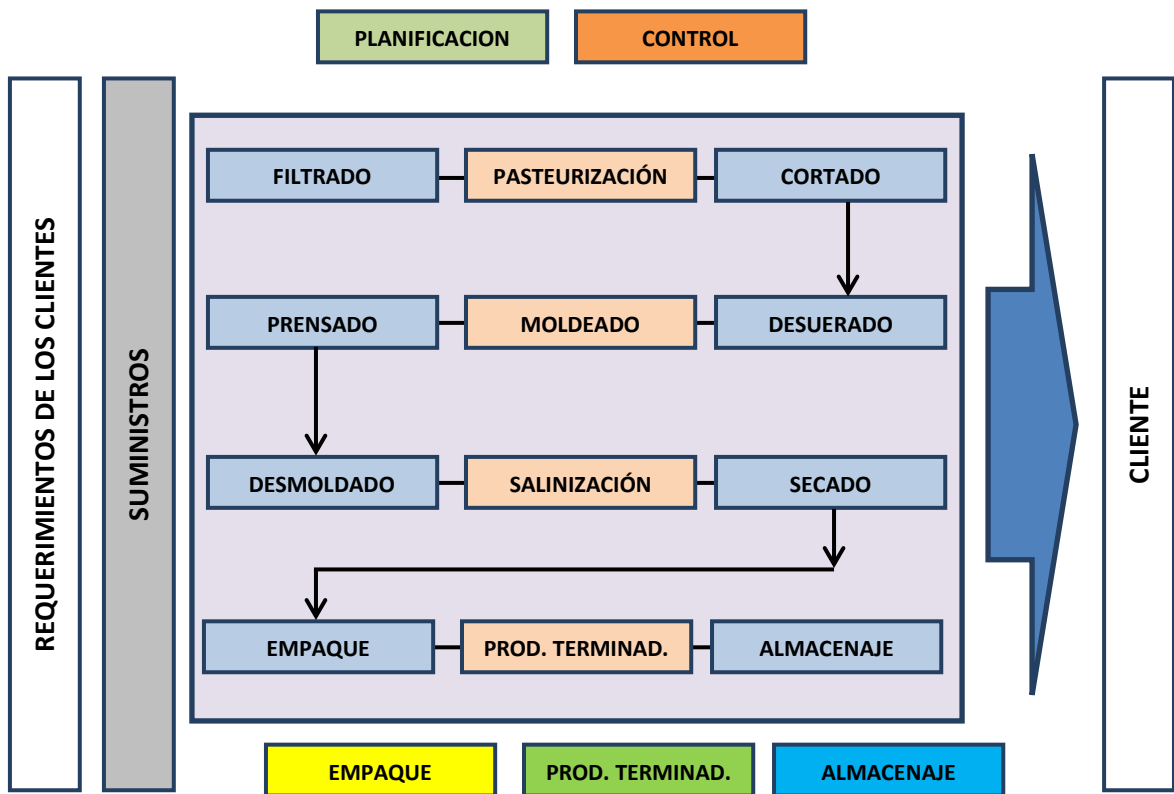 PLANIFICACION
CONTROL
REQUERIMIENTOS DE LOS CLIENTES
SUMINISTROS
FILTRADO
PASTEURIZACIÓN
CORTADO
PRENSADO
MOLDEADO
DESUERADO
DESMOLDADO
SALINIZACIÓN
SECADO
EMPAQUE
PROD. TERMINAD.
ALMACENAJE
CLIENTE
EMPAQUE
PROD. TERMINAD.
ALMACENAJE